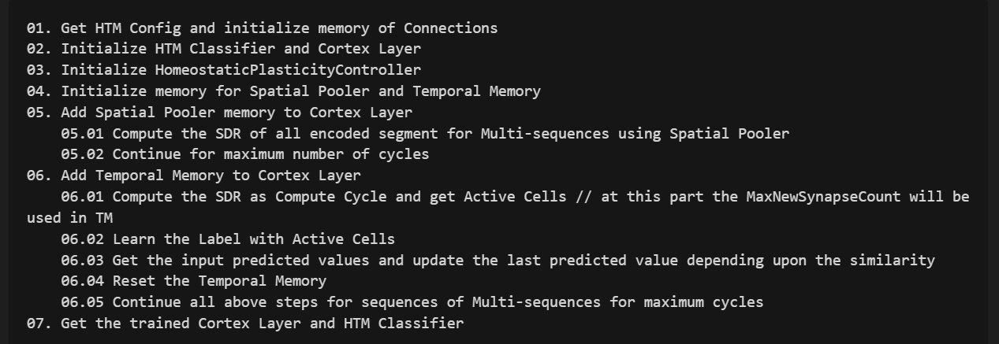 01. Get HTM Config and initialize memory of Connections
02. Initialize HTM Classifier and Cortex Layer
03. Initialize HomeostaticPlasticityController
04. Initialize memory for Spatial Pooler and Temporal Memory
05. Add Spatial Pooler memory to Cortex Layer
    05.01 Compute the SDR of all encoded segment for Multi-sequences using Spatial Pooler
    05.02 Continue for maximum number of cycles
06. Add Temporal Memory to Cortex Layer
    06.01 Compute the SDR as Compute Cycle and get Active Cells // at this part the MaxNewSynapseCount will be
used in TM
    06.02 Learn the Label with Active Cells
    06.03 Get the input predicted values and update the last predicted value depending upon the similarity
    06.04 Reset the Temporal Memory
    06.05 Continue all above steps for sequences of Multi-sequences for maximum cycles
07. Get the trained Cortex Layer and HTM Classifier